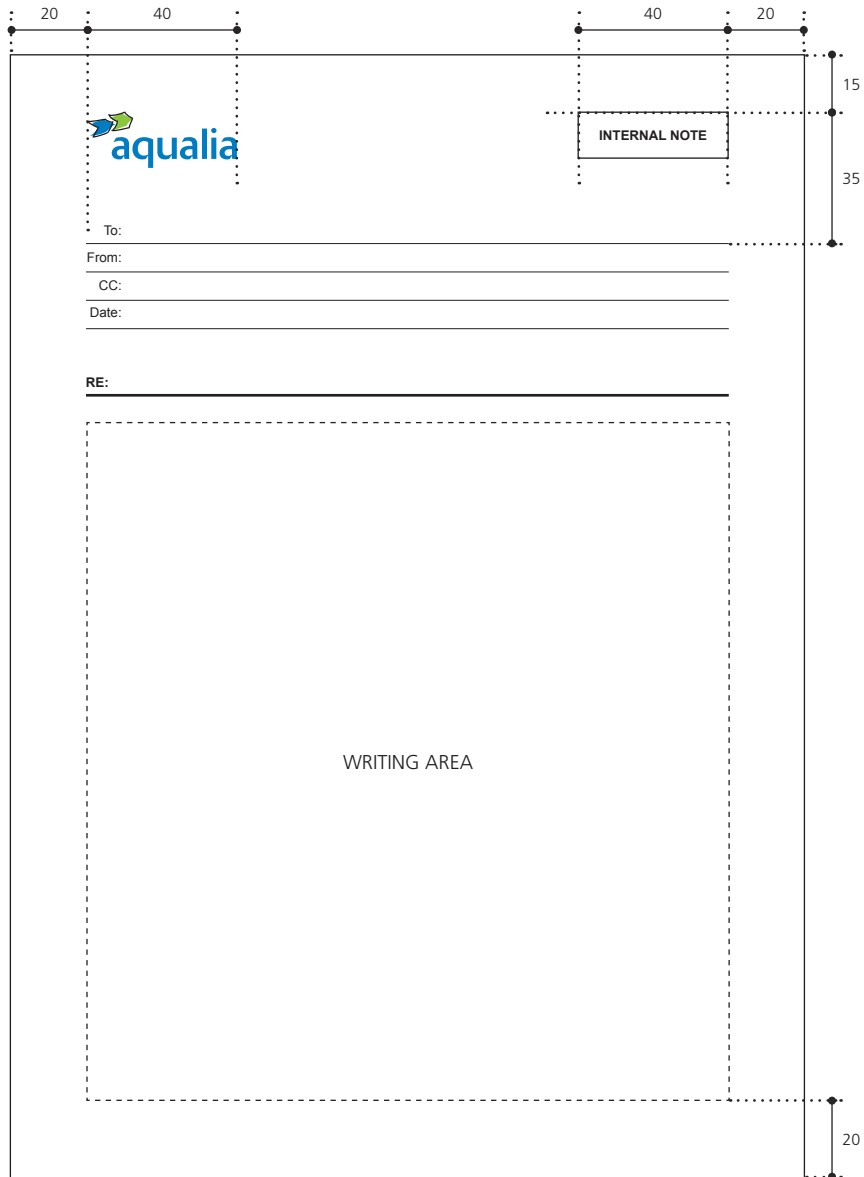 20 40 40 20
15
aqualia
INTERNAL NOTE
35
To:
From:
CC:
Date:
RE:
WRITING AREA
20